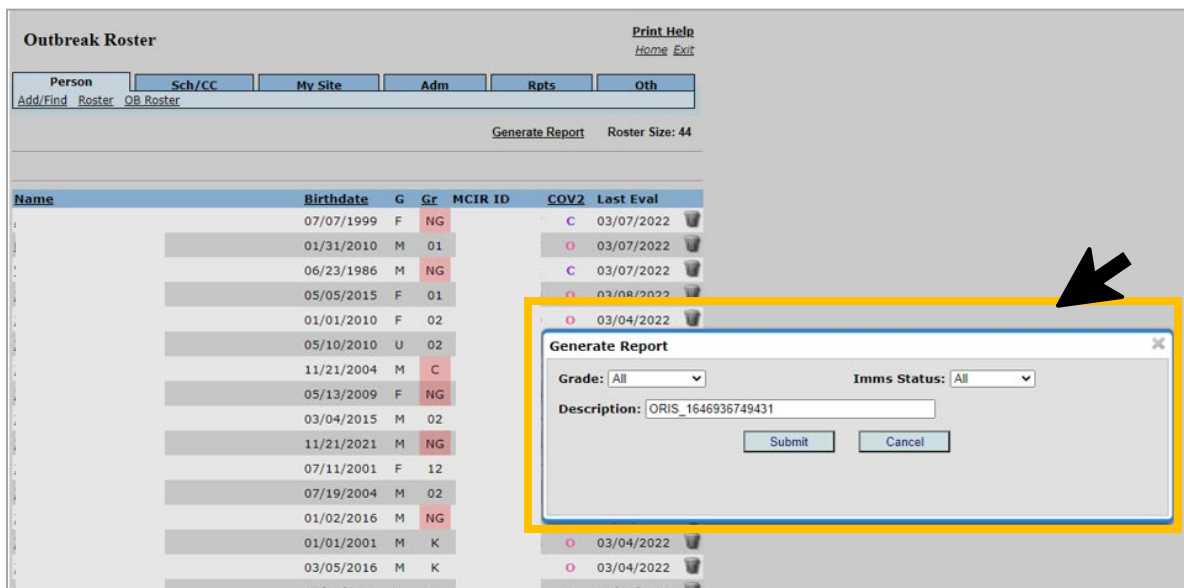 Outbreak Roster
Print Help
Home Exit
Person Sch/CC My Site Adm Rpts Oth
Add/Find Roster OB Roster
Generate Report Roster Size: 44
Name Birthdate G Gr MCIR ID COV2 Last Eval
07/07/1999 F NG C 03/07/2022
01/31/2010 M 01 O 03/07/2022
06/23/1986 M NG C 03/07/2022
05/05/2015 F 01 O 03/08/2022
01/01/2010 F 02 O 03/04/2022
05/10/2010 U 02
11/21/2004 M C
05/13/2009 F NG
03/04/2015 M 02
11/21/2021 M NG
07/11/2001 F 12
07/19/2004 M 02
01/02/2016 M NG
01/01/2001 M K O 03/04/2022
03/05/2016 M K O 03/04/2022
Generate Report
Grade: All Imms Status: All
Description: ORIS_1646936749431
Submit Cancel